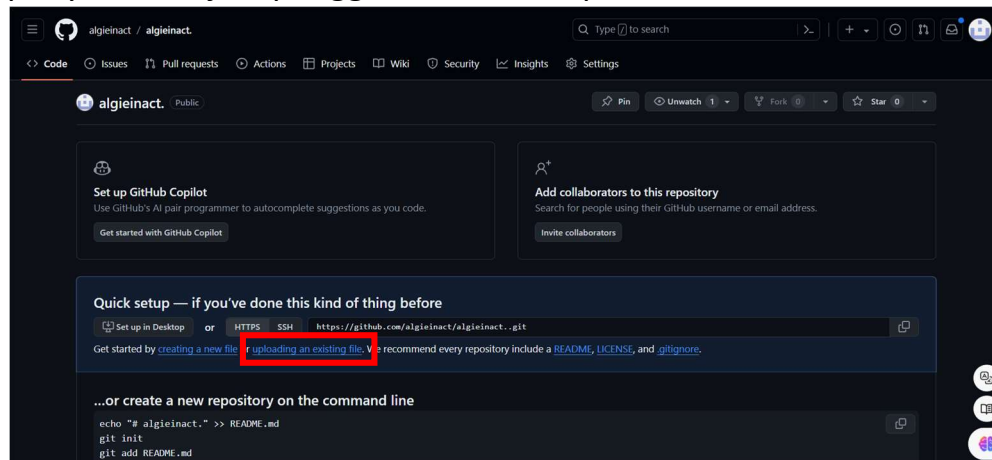 algieinact / algieinact.
Type / to search
Code Issues Pull requests Actions Projects Wiki Security Insights Settings
algieinact. Public
Pin Unwatch 1 Fork 0 Star 0
Set up GitHub Copilot
Use GitHub's AI pair programmer to autocomplete suggestions as you code.
Get started with GitHub Copilot
Add collaborators to this repository
Search for people using their GitHub username or email address.
Invite collaborators
Quick setup — if you've done this kind of thing before
Set up in Desktop or HTTPS SSH https://github.com/algieinact/algieinact..git
Get started by creating a new file r uploading an existing file. e recommend every repository include a README, LICENSE, and .gitignore.
...or create a new repository on the command line
echo "# algieinact." >> README.md
git init
git add README.md